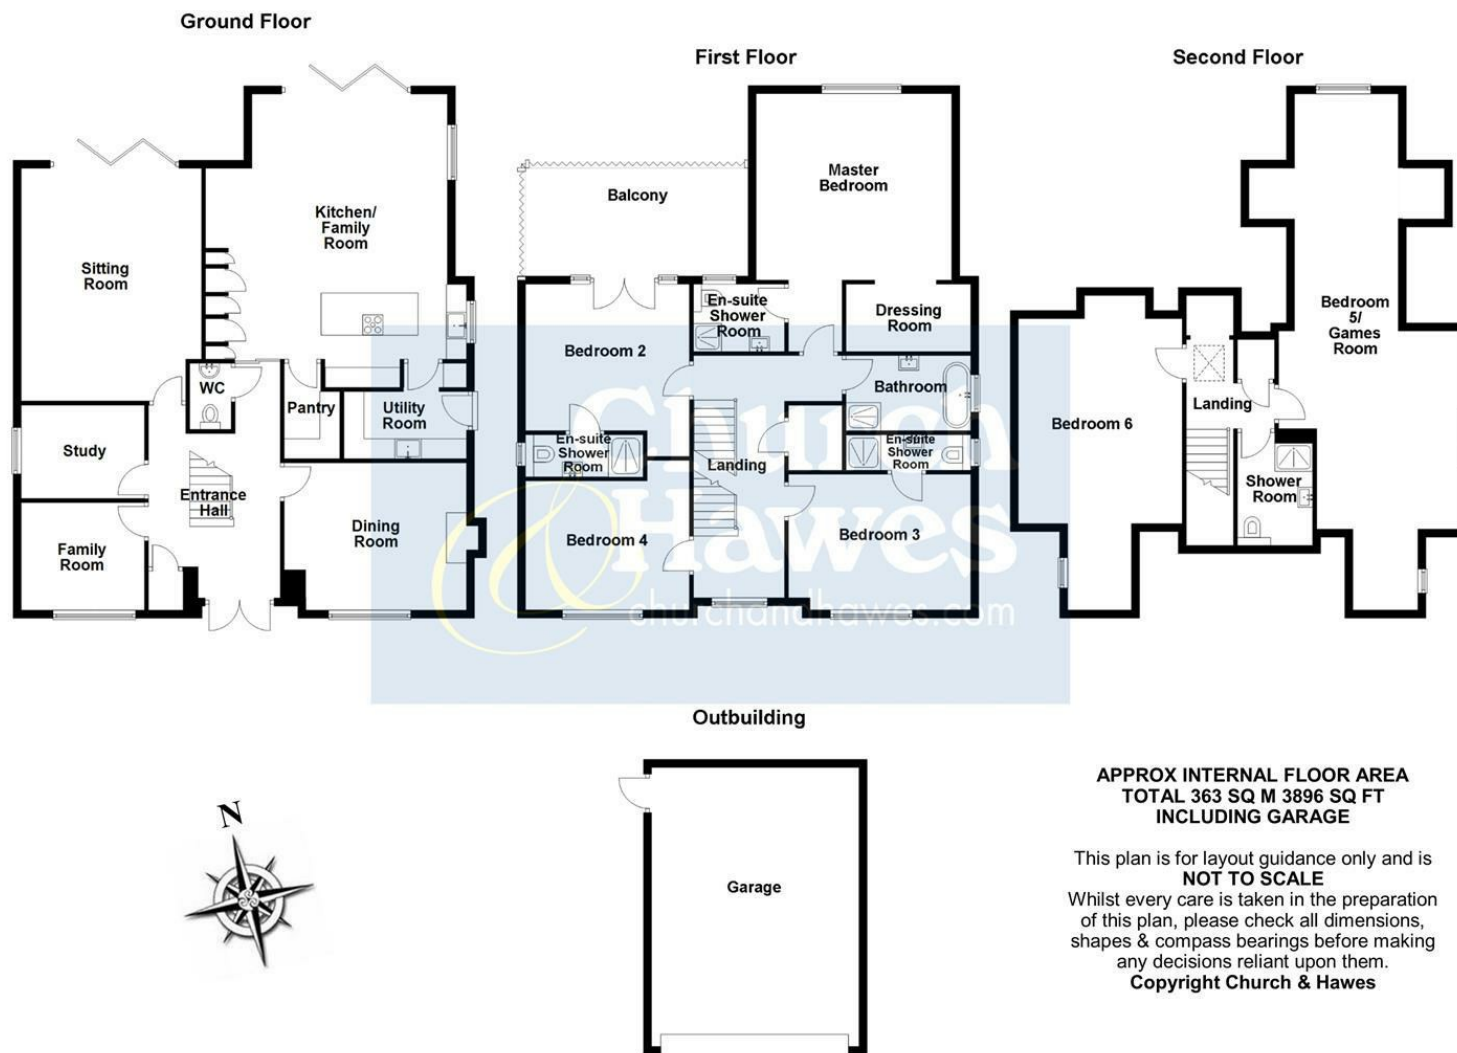 Ground Floor
Kitchen/
Family
Room
Sitting
Room
WC
Pantry
Utility
Room
Study
Entrance
Hall
Dining
Room
Family
Room
First Floor
Balcony
Master
Bedroom
En-suite
Shower
Room
Dressing
Room
Bedroom 2
Bathroom
En-suite
Shower
Room
Landing
En-suite
Shower
Room
Bedroom 4
Bedroom 3
Second Floor
Bedroom
5/
Games
Room
Landing
Bedroom 6
Shower
Room
Church
& Hawes
churchandhawes.com
Outbuilding
Garage
N
APPROX INTERNAL FLOOR AREA
TOTAL 363 SQ M 3896 SQ FT
INCLUDING GARAGE
This plan is for layout guidance only and is
NOT TO SCALE
Whilst every care is taken in the preparation
of this plan, please check all dimensions,
shapes & compass bearings before making
any decisions reliant upon them.
Copyright Church & Hawes